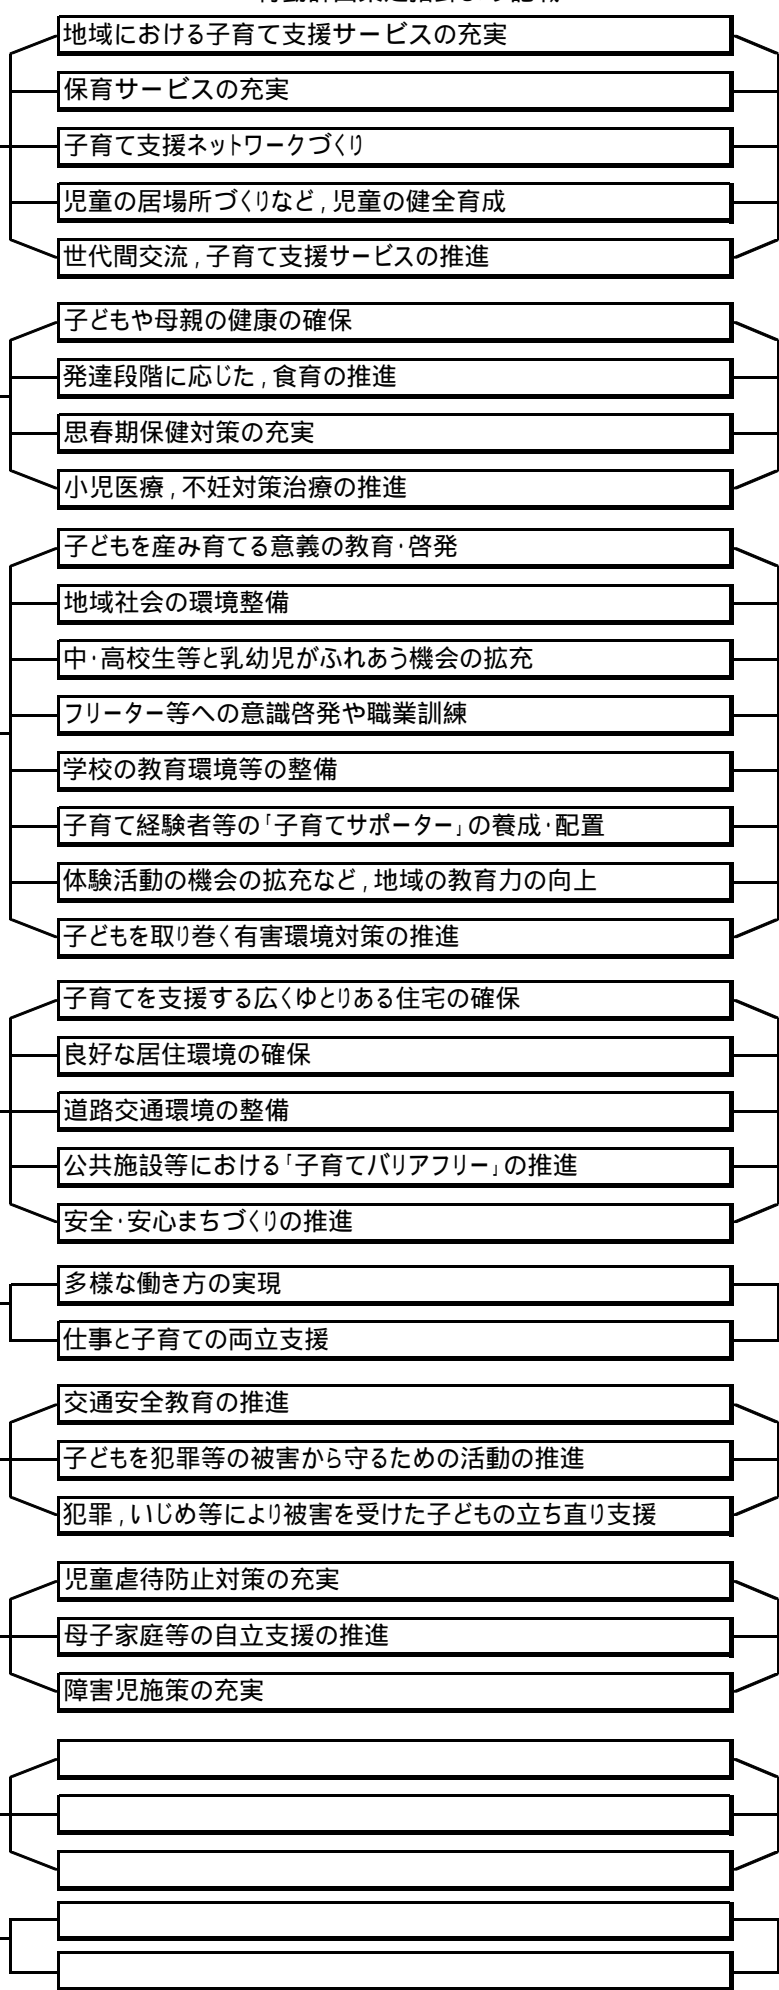 地域における子育て支援サービスの充実
保育サービスの充実
子育て支援ネットワークづくり
児童の居場所づくりなど,児童の健全育成
世代間交流,子育て支援サービスの推進
子どもや母親の健康の確保
発達段階に応じた,食育の推進
思春期保健対策の充実
小児医療,不妊対策治療の推進
子どもを産み育てる意義の教育・啓発
地域社会の環境整備
中・高校生等と乳幼児がふれあう機会の拡充
フリーター等への意識啓発や職業訓練
学校の教育環境等の整備
子育て経験者等の「子育てサポーター」の養成・配置
体験活動の機会の拡充など,地域の教育力の向上
子どもを取り巻く有害環境対策の推進
子育てを支援する広くゆとりある住宅の確保
良好な居住環境の確保
道路交通環境の整備
公共施設等における「子育てバリアフリー」の推進
安全・安心まちづくりの推進
多様な働き方の実現
仕事と子育ての両立支援
交通安全教育の推進
子どもを犯罪等の被害から守るための活動の推進
犯罪,いじめ等により被害を受けた子どもの立ち直り支援
児童虐待防止対策の充実
母子家庭等の自立支援の推進
障害児施策の充実